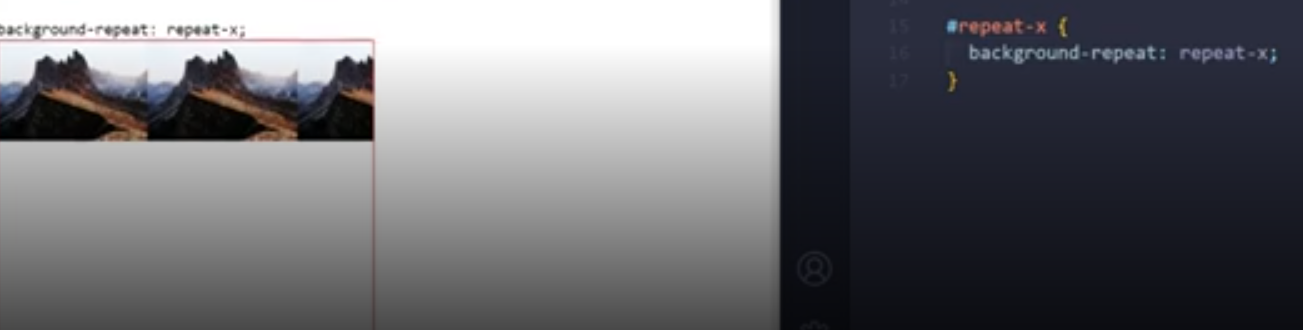 background-repeat: repeat-x;
15 #repeat-x {
16 background-repeat: repeat-x;
17 }